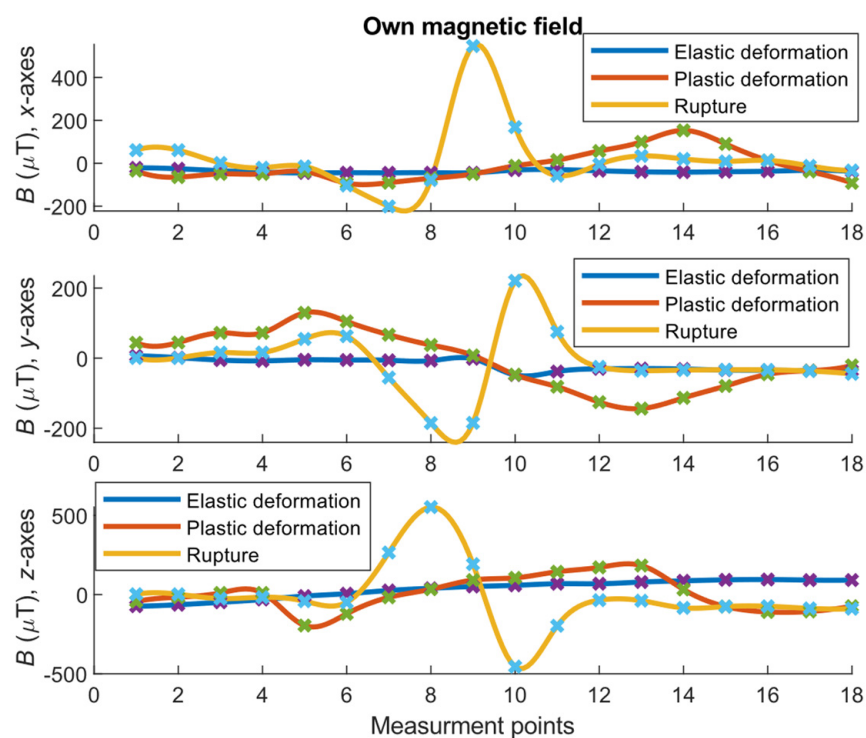 Own magnetic field
B (μT), x-axes
400
200
0
-200
Elastic deformation
Plastic deformation
Rupture
0 2 4 6 8 10 12 14 16 18
B (μT), y-axes
200
0
-200
Elastic deformation
Plastic deformation
Rupture
0 2 4 6 8 10 12 14 16 18
B (μT), z-axes
500
0
-500
Elastic deformation
Plastic deformation
Rupture
0 2 4 6 8 10 12 14 16 18
Measurment points